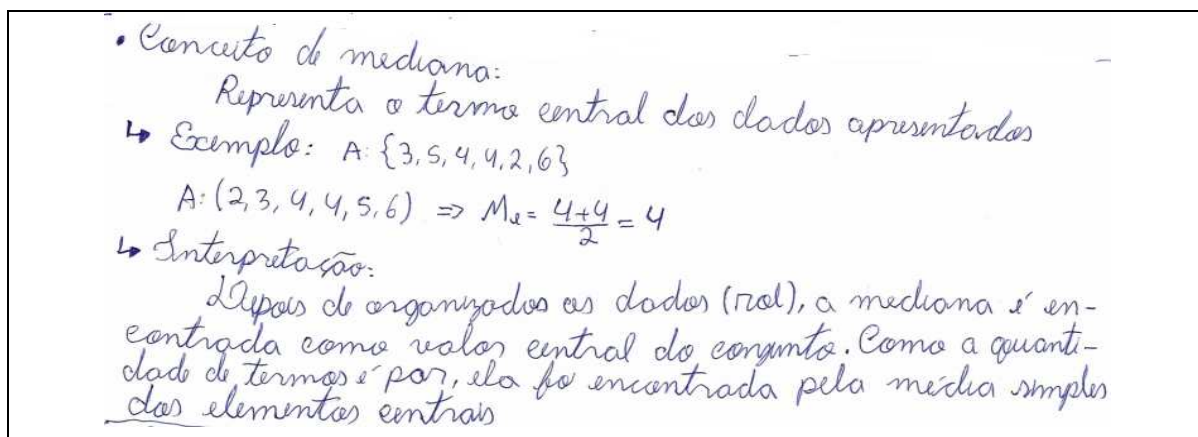 • Conceito de mediana:
Representa o termo central dos dados apresentados
↳ Exemplo: A: {3, 5, 4, 4, 2, 6}
A: (2, 3, 4, 4, 5, 6) ⇒ Me = (4+4)/2 = 4
↳ Interpretação:
Depois de organizados os dados (rol), a mediana é en-
contrada como valor central do conjunto. Como a quanti-
dade de termos é par, ela foi encontrada pela média simples
dos elementos centrais